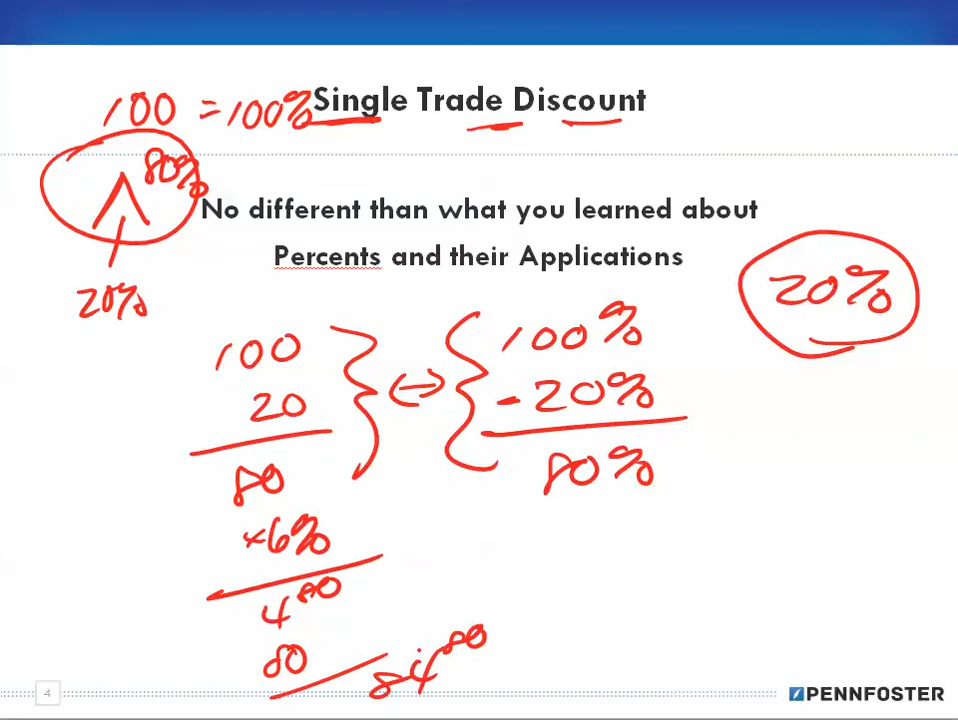 Single Trade Discount
100 = 100%
80%
20%
No different than what you learned about
Percents and their Applications
20%
100
20
80
x6%
4 80
80
84 80
100%
-20%
80%
4
PENNFOSTER